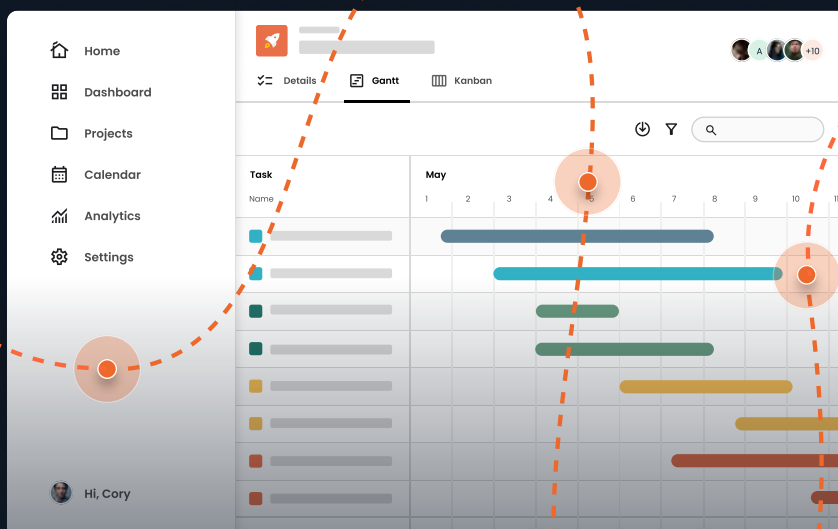 Home
Dashboard
Projects
Calendar
Analytics
Settings
Hi, Cory
A
+10
Details
Gantt
Kanban
Task
May
Name
1 2 3 4 5 6 7 8 9 10